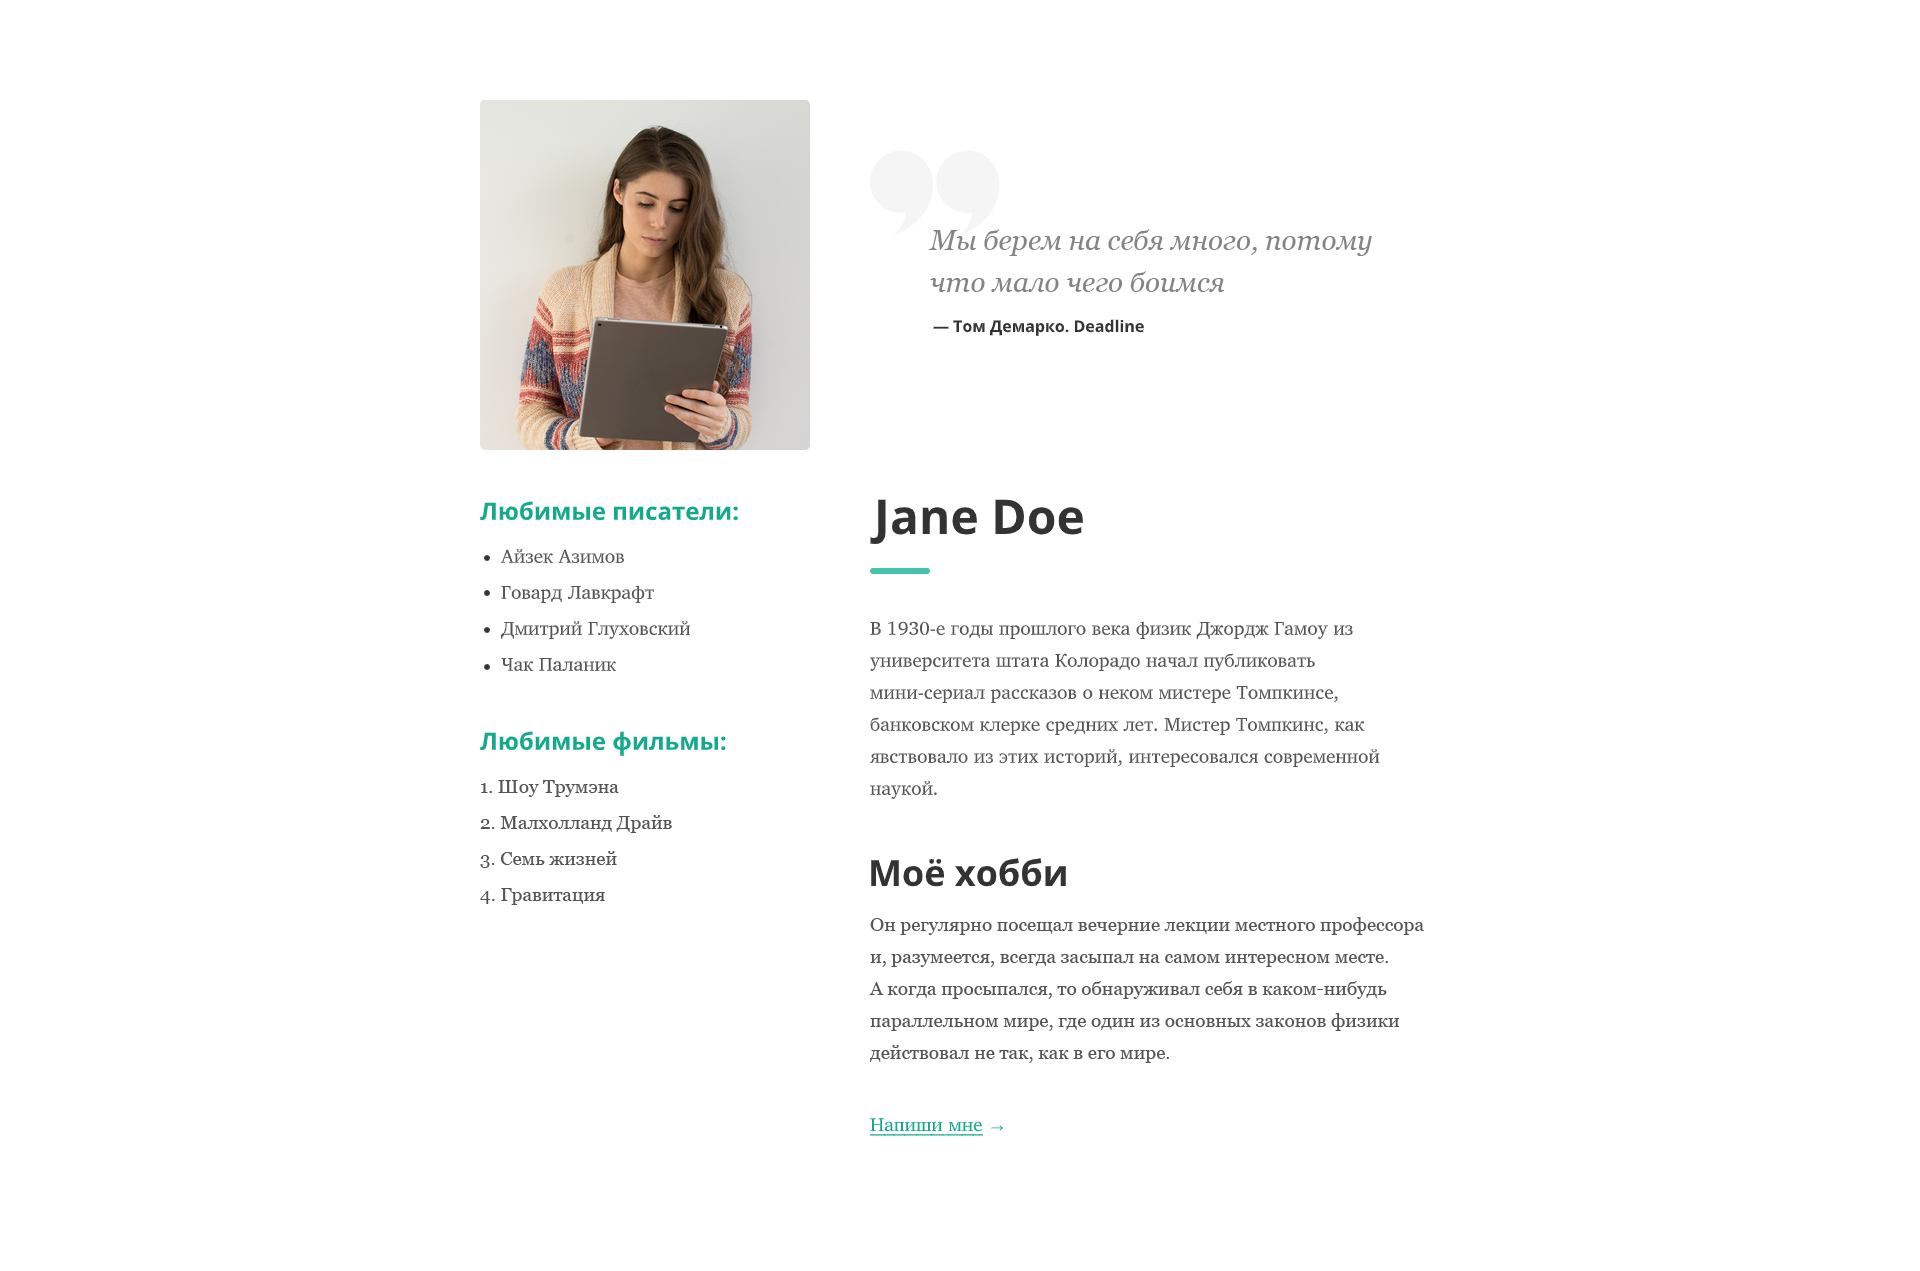 Мы берем на себя много, потому
что мало чего боимся
— Том Демарко. Deadline
Любимые писатели:
• Айзек Азимов
• Говард Лавкрафт
• Дмитрий Глуховский
• Чак Паланик
Любимые фильмы:
1. Шоу Трумэна
2. Малхолланд Драйв
3. Семь жизней
4. Гравитация
Jane Doe
В 1930-е годы прошлого века физик Джордж Гамоу из
университета штата Колорадо начал публиковать
мини-сериал рассказов о неком мистере Томпкинсе,
банковском клерке средних лет. Мистер Томпкинс, как
явствовало из этих историй, интересовался современной
наукой.
Моё хобби
Он регулярно посещал вечерние лекции местного профессора
и, разумеется, всегда засыпал на самом интересном месте.
А когда просыпался, то обнаруживал себя в каком-нибудь
параллельном мире, где один из основных законов физики
действовал не так, как в его мире.
Напиши мне →